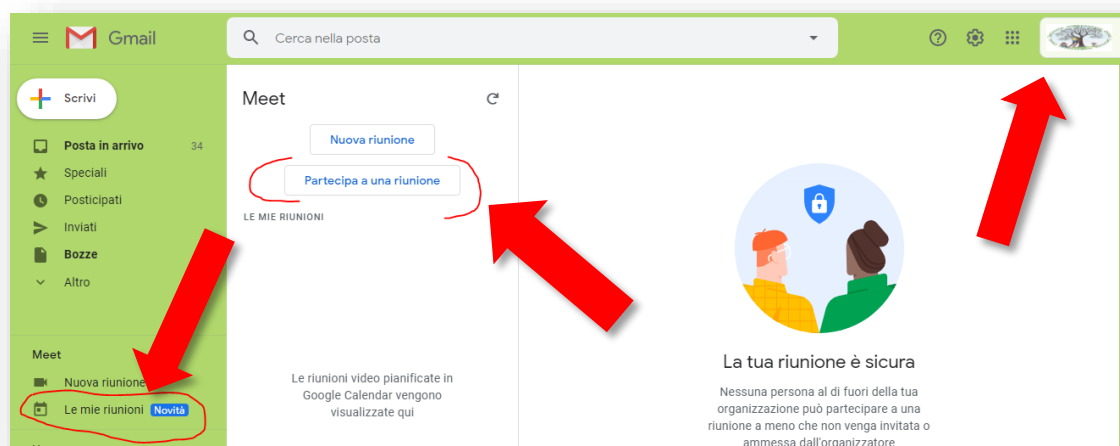 Gmail
Cerca nella posta
Scrivi
Posta in arrivo 34
Speciali
Posticipati
Inviati
Bozze
Altro
Meet
Nuova riunione
Le mie riunioni Novità
Meet
Nuova riunione
Partecipa a una riunione
LE MIE RIUNIONI
Le riunioni video pianificate in
Google Calendar vengono
visualizzate qui
La tua riunione è sicura
Nessuna persona al di fuori della tua
organizzazione può partecipare a una
riunione a meno che non venga invitata o
ammessa dall'organizzatore